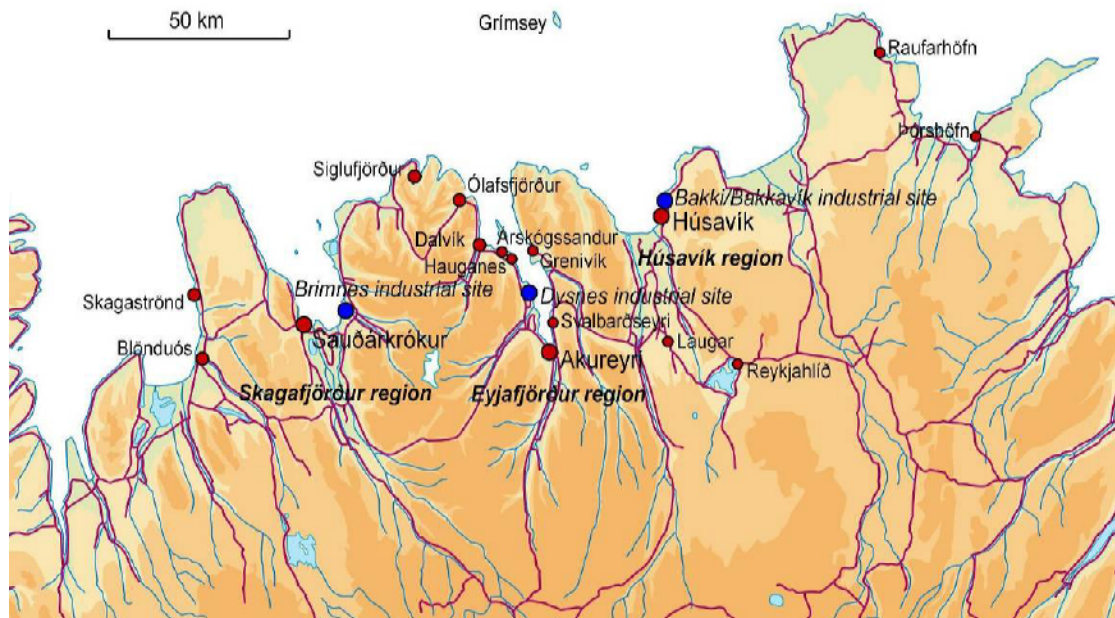 50 km
Grímsey
Raufarhöfn
Þórshöfn
Siglufjörður
Ólafsfjörður
Bakki/Bakkavík industrial site
Húsavík
Dalvík
Árskógssandur
Hauganes
Grenivík
Húsavík region
Brimnes industrial site
Dysnes industrial site
Skagaströnd
Svalbarðseyri
Sauðárkrókur
Laugar
Blönduós
Akureyri
Reykjahlíð
Skagafjörður region
Eyjafjörður region